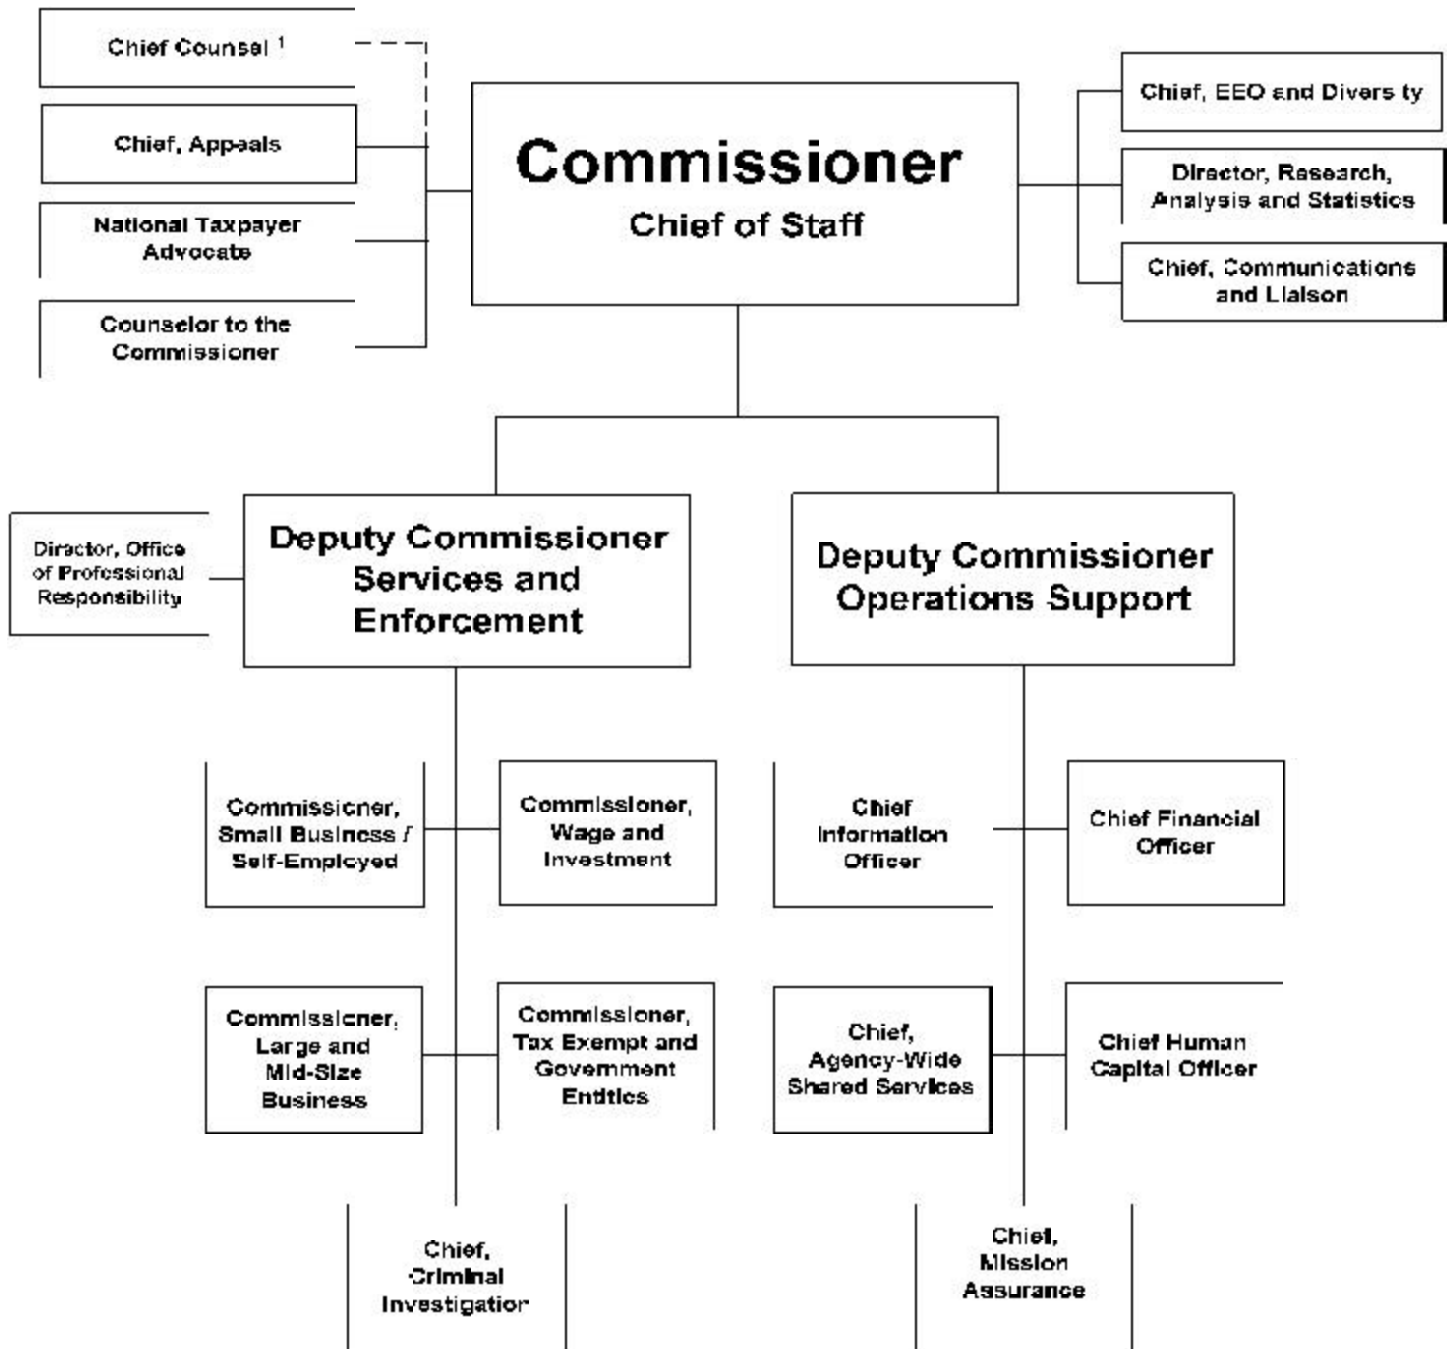 Chief Counsel 1
Chief, Appeals
National Taxpayer
Advocate
Counselor to the
Commissioner
Commissioner
Chief of Staff
Chief, EEO and Diversity
Director, Research,
Analysis and Statistics
Chief, Communications
and Liaison
Director, Office
of Professional
Responsibility
Deputy Commissioner
Services and
Enforcement
Deputy Commissioner
Operations Support
Commissioner,
Small Business /
Self-Employed
Commissioner,
Wage and
Investment
Chief
Information
Officer
Chief Financial
Officer
Commissioner,
Large and
Mid-Size
Business
Commissioner,
Tax Exempt and
Government
Entities
Chief,
Agency-Wide
Shared Services
Chief Human
Capital Officer
Chief,
Criminal
Investigation
Chief,
Mission
Assurance